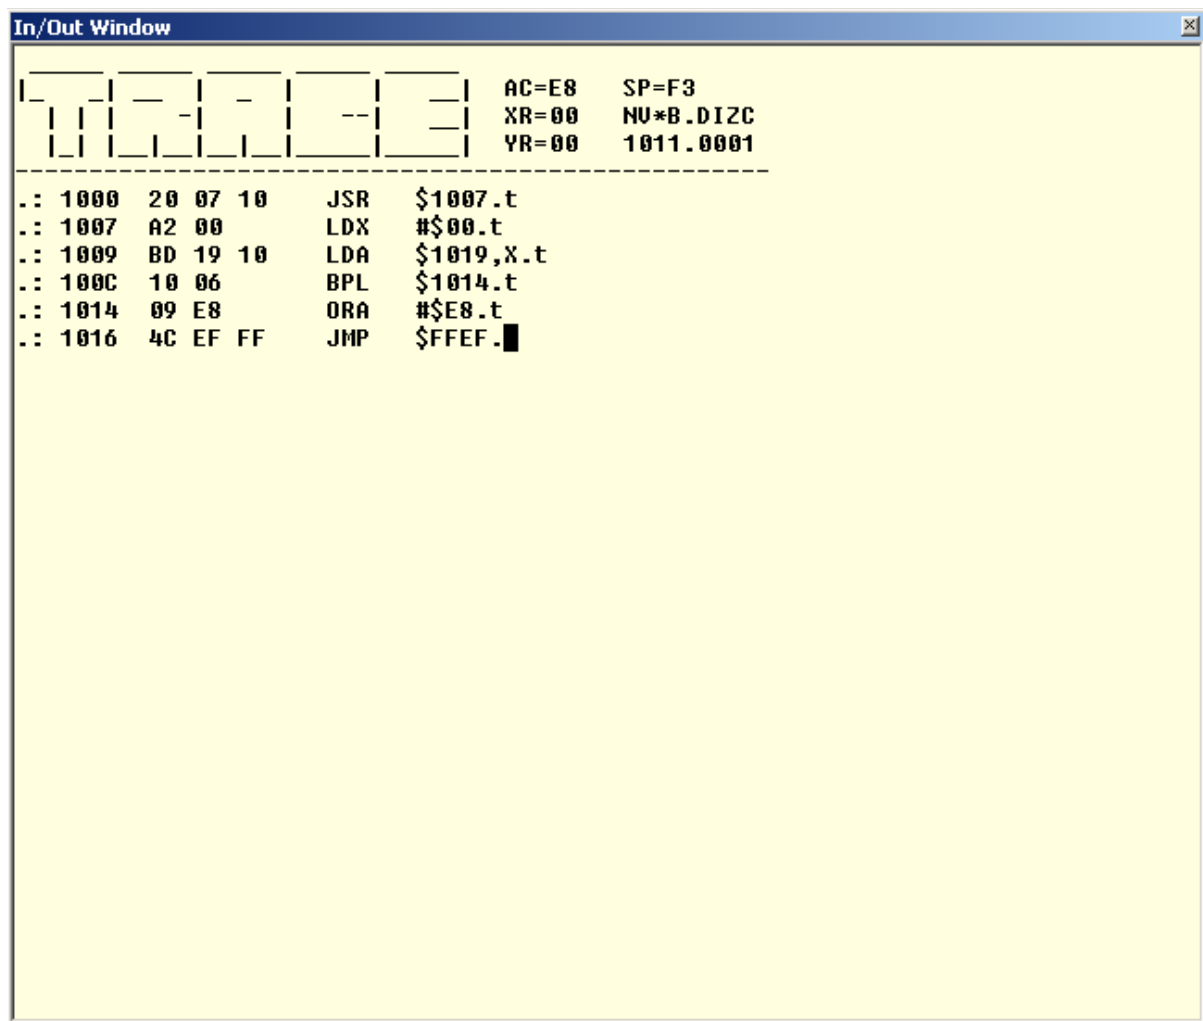 In/Out Window
TRACE
AC=E8 SP=F3
XR=00 NV*B.DIZC
YR=00 1011.0001
.: 1000 20 07 10 JSR $1007.t
.: 1007 A2 00 LDX #$00.t
.: 1009 BD 19 10 LDA $1019,X.t
.: 100C 10 06 BPL $1014.t
.: 1014 09 E8 ORA #$E8.t
.: 1016 4C EF FF JMP $FFEF.